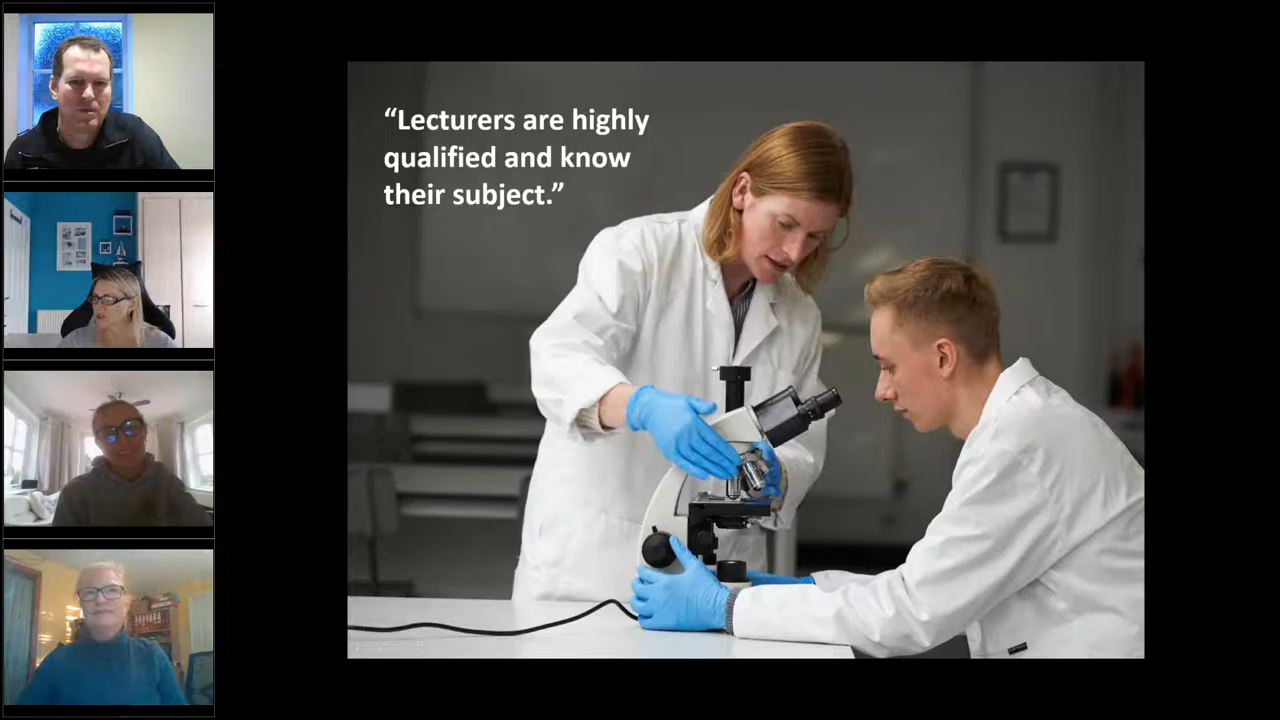 “Lecturers are highly
qualified and know
their subject.”